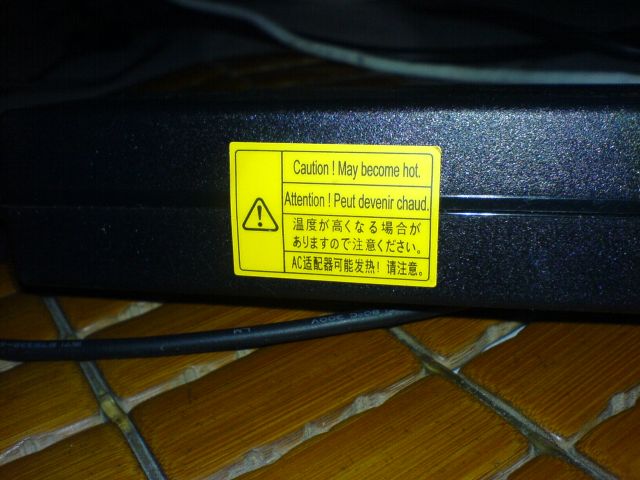 Caution ! May become hot.
Attention ! Peut devenir chaud.
温度が高くなる場合が
ありますので注意ください。
AC适配器可能发热！请注意。